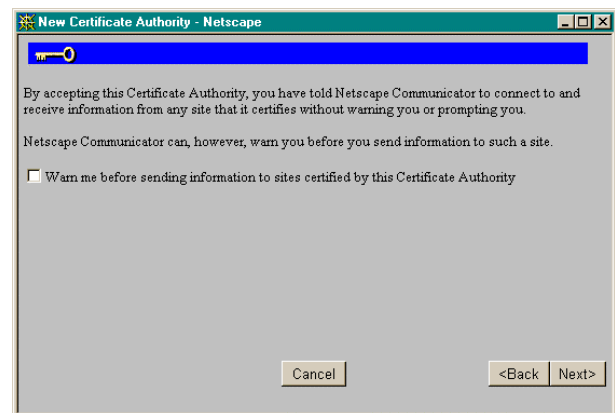 New Certificate Authority - Netscape
By accepting this Certificate Authority, you have told Netscape Communicator to connect to and
receive information from any site that it certifies without warning you or prompting you.
Netscape Communicator can, however, warn you before you send information to such a site.
Warn me before sending information to sites certified by this Certificate Authority
Cancel
<Back
Next>